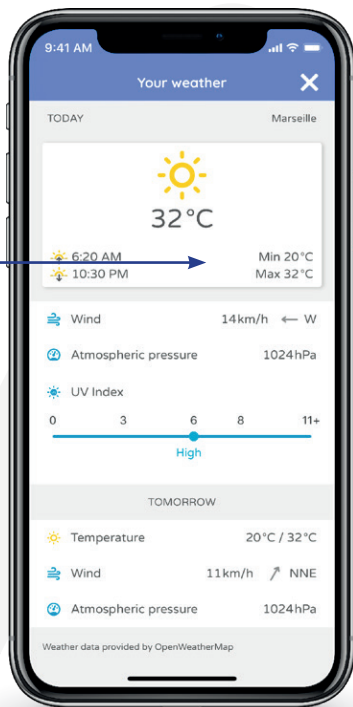 9:41 AM
Your weather
TODAY Marseille
32°C
6:20 AM Min 20°C
10:30 PM Max 32°C
Wind 14km/h ← W
Atmospheric pressure 1024hPa
UV Index
0 3 6 8 11+
High
TOMORROW
Temperature 20°C / 32°C
Wind 11km/h ↗ NNE
Atmospheric pressure 1024hPa
Weather data provided by OpenWeatherMap